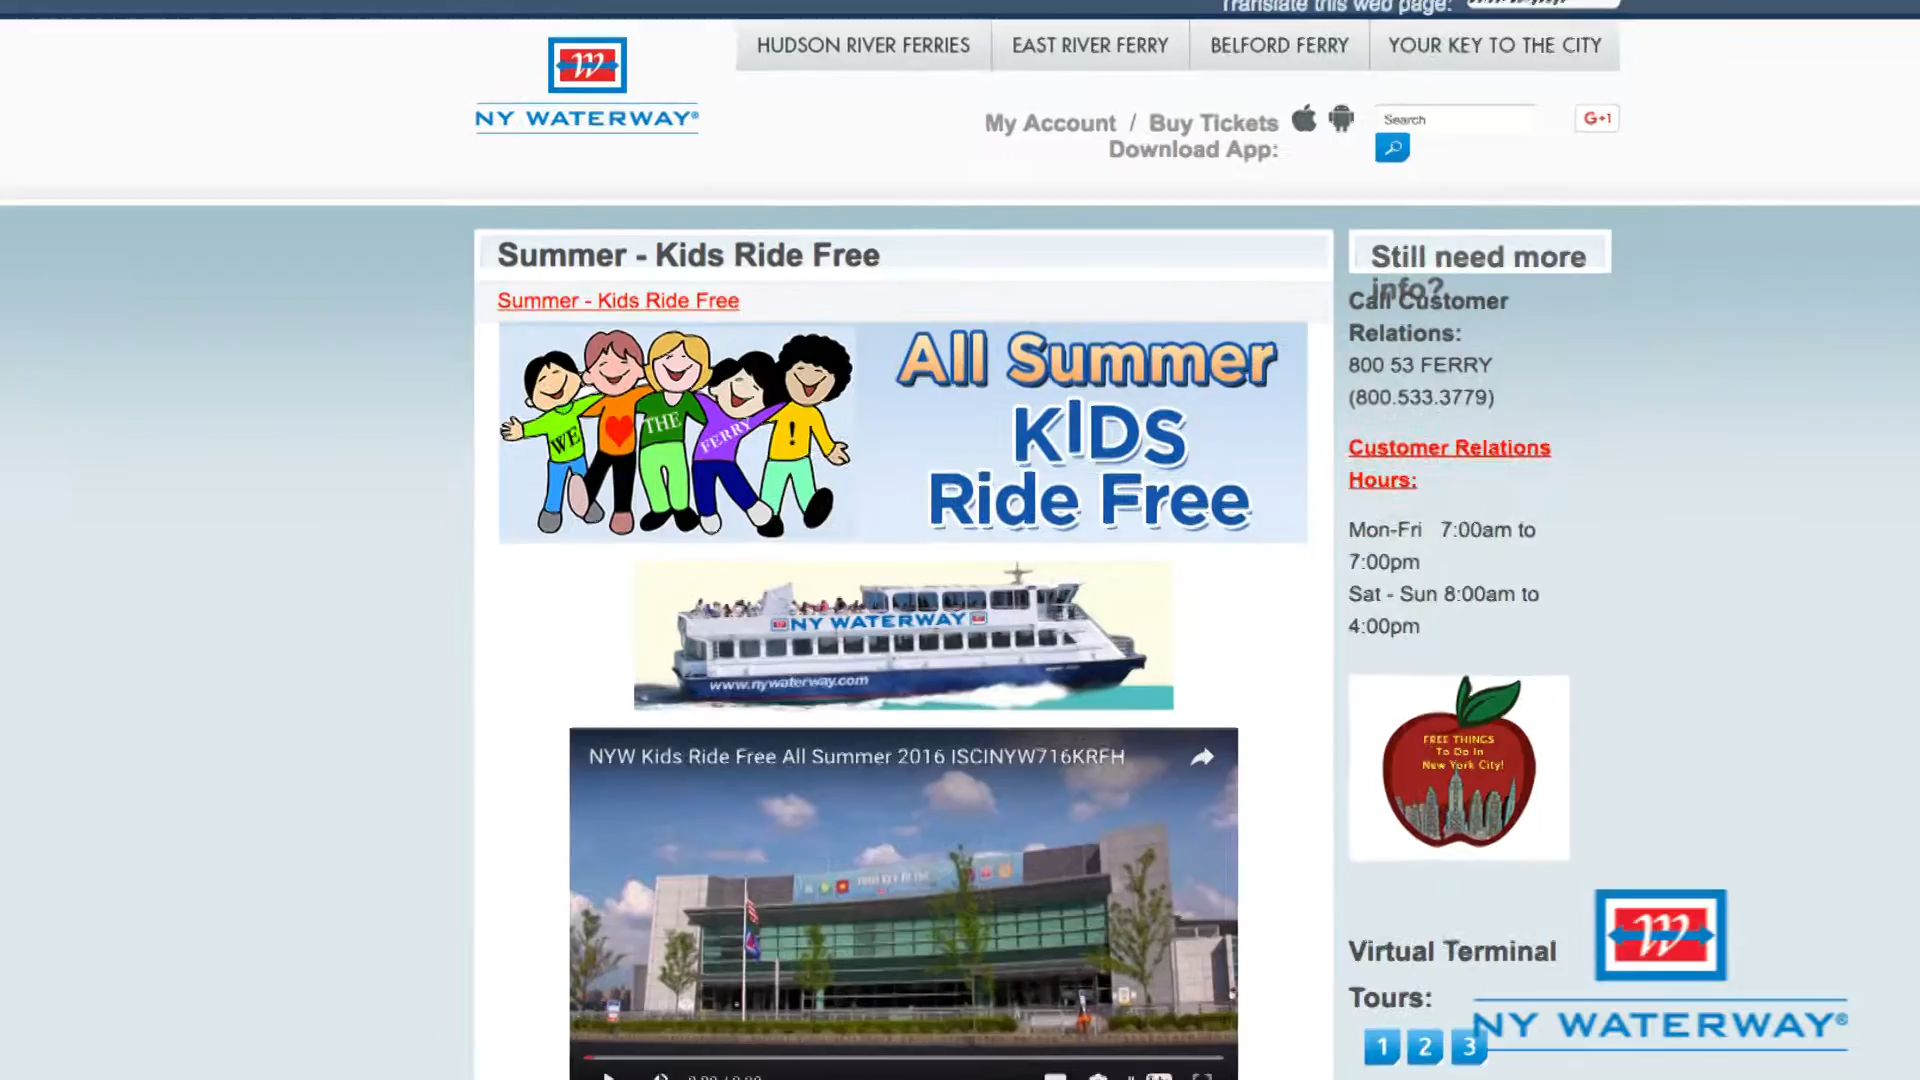 Translate this web page:
HUDSON RIVER FERRIES
EAST RIVER FERRY
BELFORD FERRY
YOUR KEY TO THE CITY
NY WATERWAY®
My Account / Buy Tickets
Download App:
Search
G+1
Summer - Kids Ride Free
Summer - Kids Ride Free
WE
THE
FERRY
!
All Summer
KIDS
Ride Free
NY WATERWAY
www.nywaterway.com
NYW Kids Ride Free All Summer 2016 ISCINYW716KRFH
Still need more
info?
Call Customer
Relations:
800 53 FERRY
(800.533.3779)
Customer Relations
Hours:
Mon-Fri 7:00am to
7:00pm
Sat - Sun 8:00am to
4:00pm
FREE THINGS
To Do In
New York City!
Virtual Terminal
Tours:
1 2 3
NY WATERWAY®